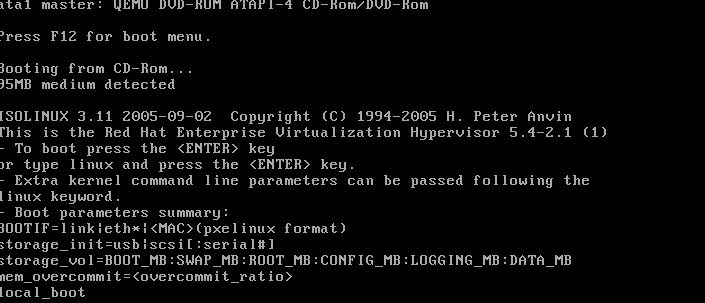 ata1 master: QEMU DVD-ROM ATAPI-4 CD-Rom/DVD-Rom
Press F12 for boot menu.
Booting from CD-Rom...
95MB medium detected
ISOLINUX 3.11 2005-09-02  Copyright (C) 1994-2005 H. Peter Anvin
This is the Red Hat Enterprise Virtualization Hypervisor 5.4-2.1 (1)
- To boot press the <ENTER> key
or type linux and press the <ENTER> key.
- Extra kernel command line parameters can be passed following the
linux keyword.
- Boot parameters summary:
BOOTIF=link|eth*|<MAC>(pxelinux format)
storage_init=usb|scsi[:serial#]
storage_vol=BOOT_MB:SWAP_MB:ROOT_MB:CONFIG_MB:LOGGING_MB:DATA_MB
mem_overcommit=<overcommit_ratio>
local_boot